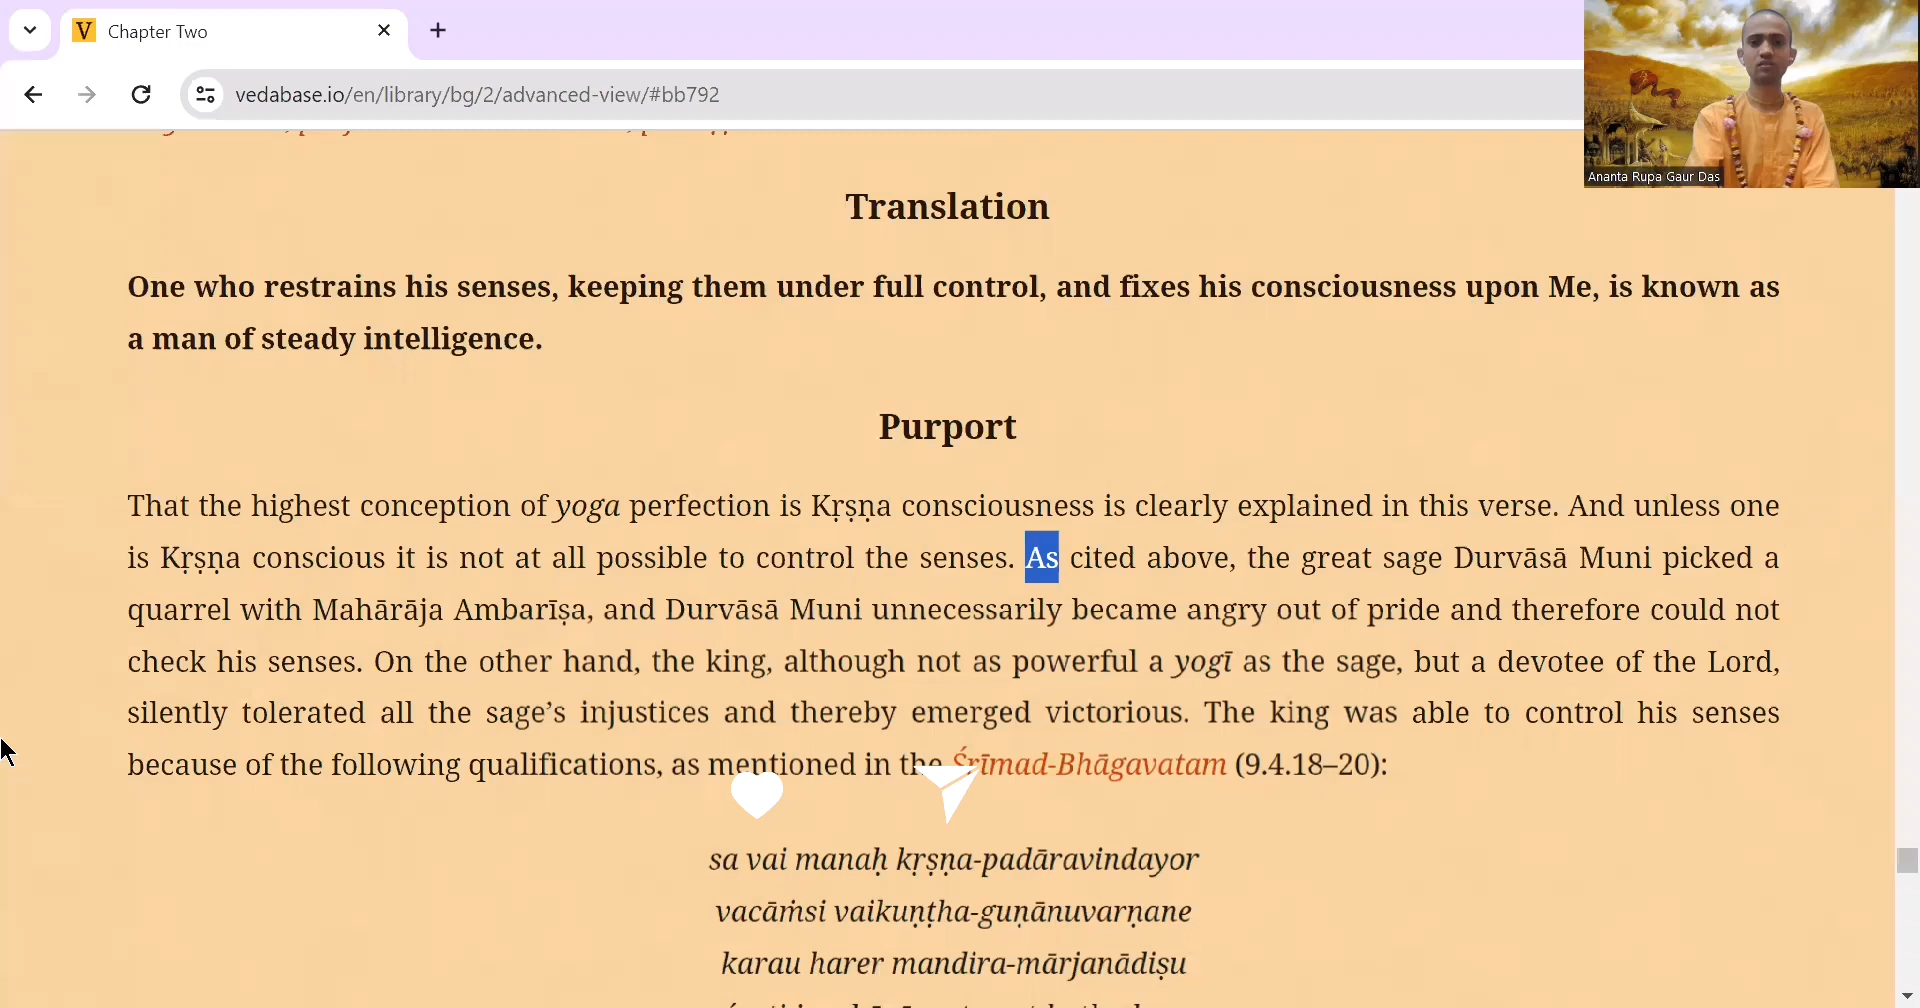 Chapter Two
vedabase.io/en/library/bg/2/advanced-view/#bb792
Ananta Rupa Gaur Das
Translation
One who restrains his senses, keeping them under full control, and fixes his consciousness upon Me, is known as
a man of steady intelligence.
Purport
That the highest conception of yoga perfection is Kṛṣṇa consciousness is clearly explained in this verse. And unless one
is Kṛṣṇa conscious it is not at all possible to control the senses. As cited above, the great sage Durvāsā Muni picked a
quarrel with Mahārāja Ambarīṣa, and Durvāsā Muni unnecessarily became angry out of pride and therefore could not
check his senses. On the other hand, the king, although not as powerful a yogī as the sage, but a devotee of the Lord,
silently tolerated all the sage’s injustices and thereby emerged victorious. The king was able to control his senses
because of the following qualifications, as mentioned in the Śrīmad-Bhāgavatam (9.4.18–20):
sa vai manaḥ kṛṣṇa-padāravindayor
vacāṁsi vaikuṇṭha-guṇānuvarṇane
karau harer mandira-mārjanādiṣu